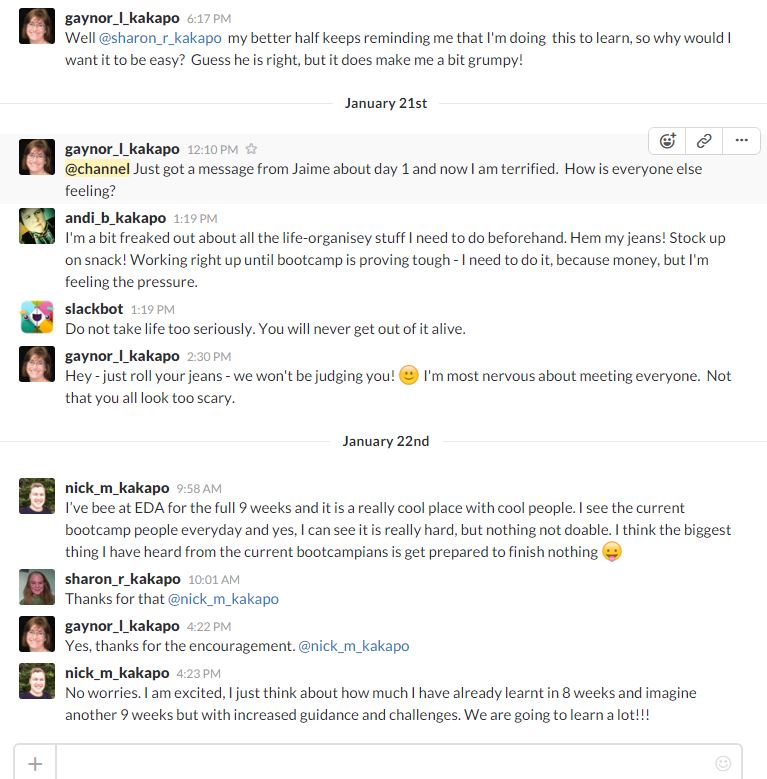 gaynor_l_kakapo 6:17 PM
Well @sharon_r_kakapo my better half keeps reminding me that I'm doing this to learn, so why would I
want it to be easy? Guess he is right, but it does make me a bit grumpy!
January 21st
gaynor_l_kakapo 12:10 PM
@channel Just got a message from Jaime about day 1 and now I am terrified. How is everyone else
feeling?
andi_b_kakapo 1:19 PM
I'm a bit freaked out about all the life-organisey stuff I need to do beforehand. Hem my jeans! Stock up
on snack! Working right up until bootcamp is proving tough - I need to do it, because money, but I'm
feeling the pressure.
slackbot 1:19 PM
Do not take life too seriously. You will never get out of it alive.
gaynor_l_kakapo 2:30 PM
Hey - just roll your jeans - we won't be judging you! 🙂 I'm most nervous about meeting everyone. Not
that you all look too scary.
January 22nd
nick_m_kakapo 9:58 AM
I've bee at EDA for the full 9 weeks and it is a really cool place with cool people. I see the current
bootcamp people everyday and yes, I can see it is really hard, but nothing not doable. I think the biggest
thing I have heard from the current bootcampians is get prepared to finish nothing 😛
sharon_r_kakapo 10:01 AM
Thanks for that @nick_m_kakapo
gaynor_l_kakapo 4:22 PM
Yes, thanks for the encouragement. @nick_m_kakapo
nick_m_kakapo 4:23 PM
No worries. I am excited, I just think about how much I have already learnt in 8 weeks and imagine
another 9 weeks but with increased guidance and challenges. We are going to learn a lot!!!